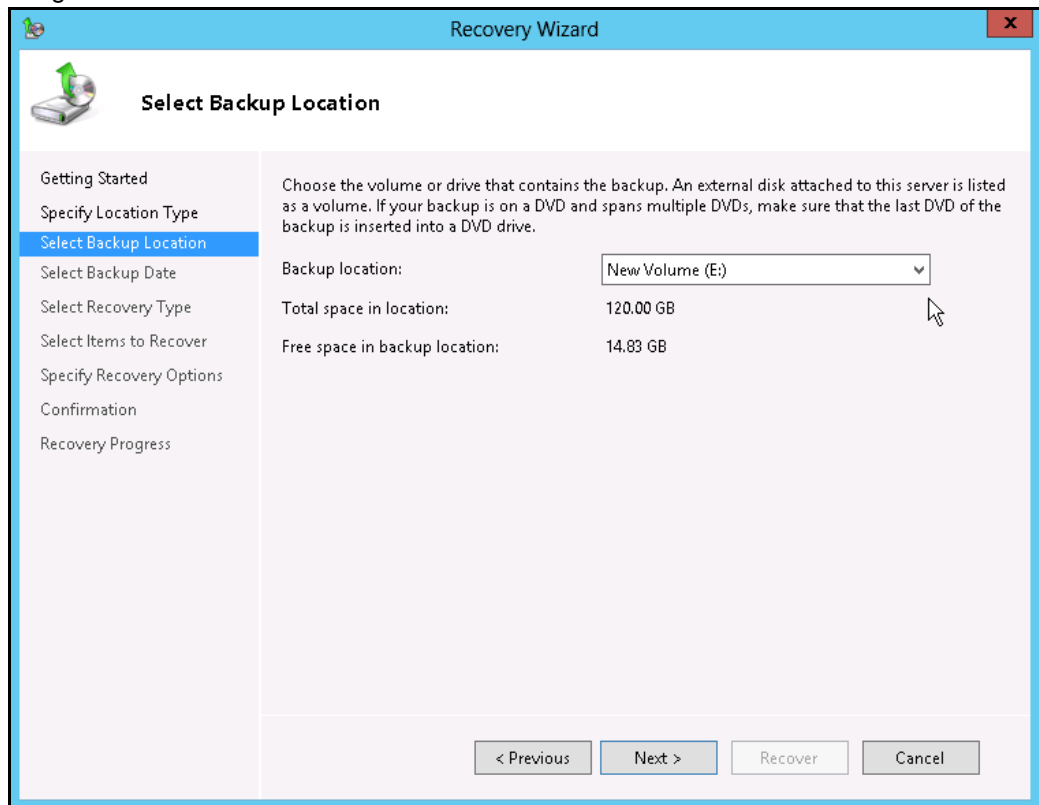 Recovery Wizard
x
Select Backup Location
Getting Started
Specify Location Type
Select Backup Location
Select Backup Date
Select Recovery Type
Select Items to Recover
Specify Recovery Options
Confirmation
Recovery Progress
Choose the volume or drive that contains the backup. An external disk attached to this server is listed
as a volume. If your backup is on a DVD and spans multiple DVDs, make sure that the last DVD of the
backup is inserted into a DVD drive.
Backup location: New Volume (E:)
Total space in location: 120.00 GB
Free space in backup location: 14.83 GB
< Previous Next > Recover Cancel